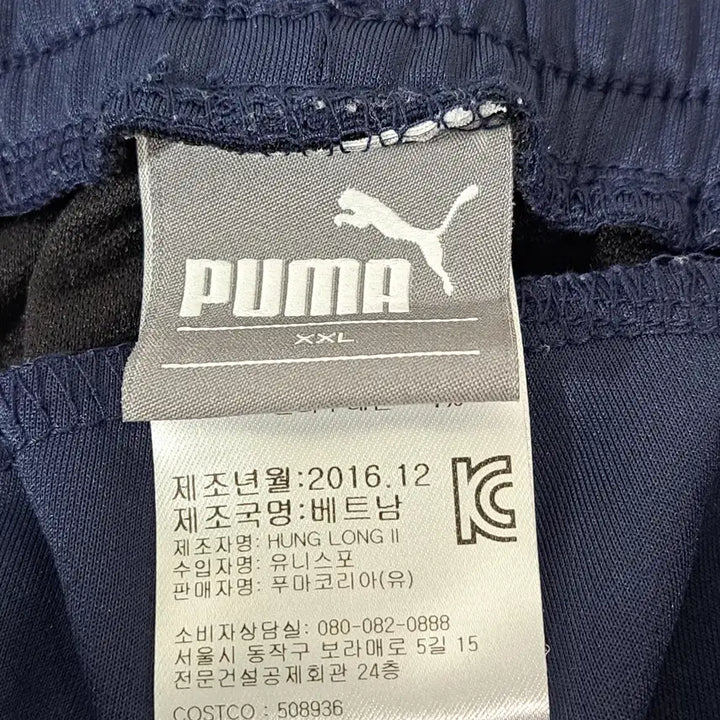 PUMA
XXL
제조년월:2016.12
제조국명:베트남
제조자명: HUNG LONG II
수입자명: 유니스포
판매자명: 푸마코리아(유)
소비자상담실: 080-082-0888
서울시 동작구 보라매로 5길 15
전문건설공제회관 24층
COSTCO : 508936